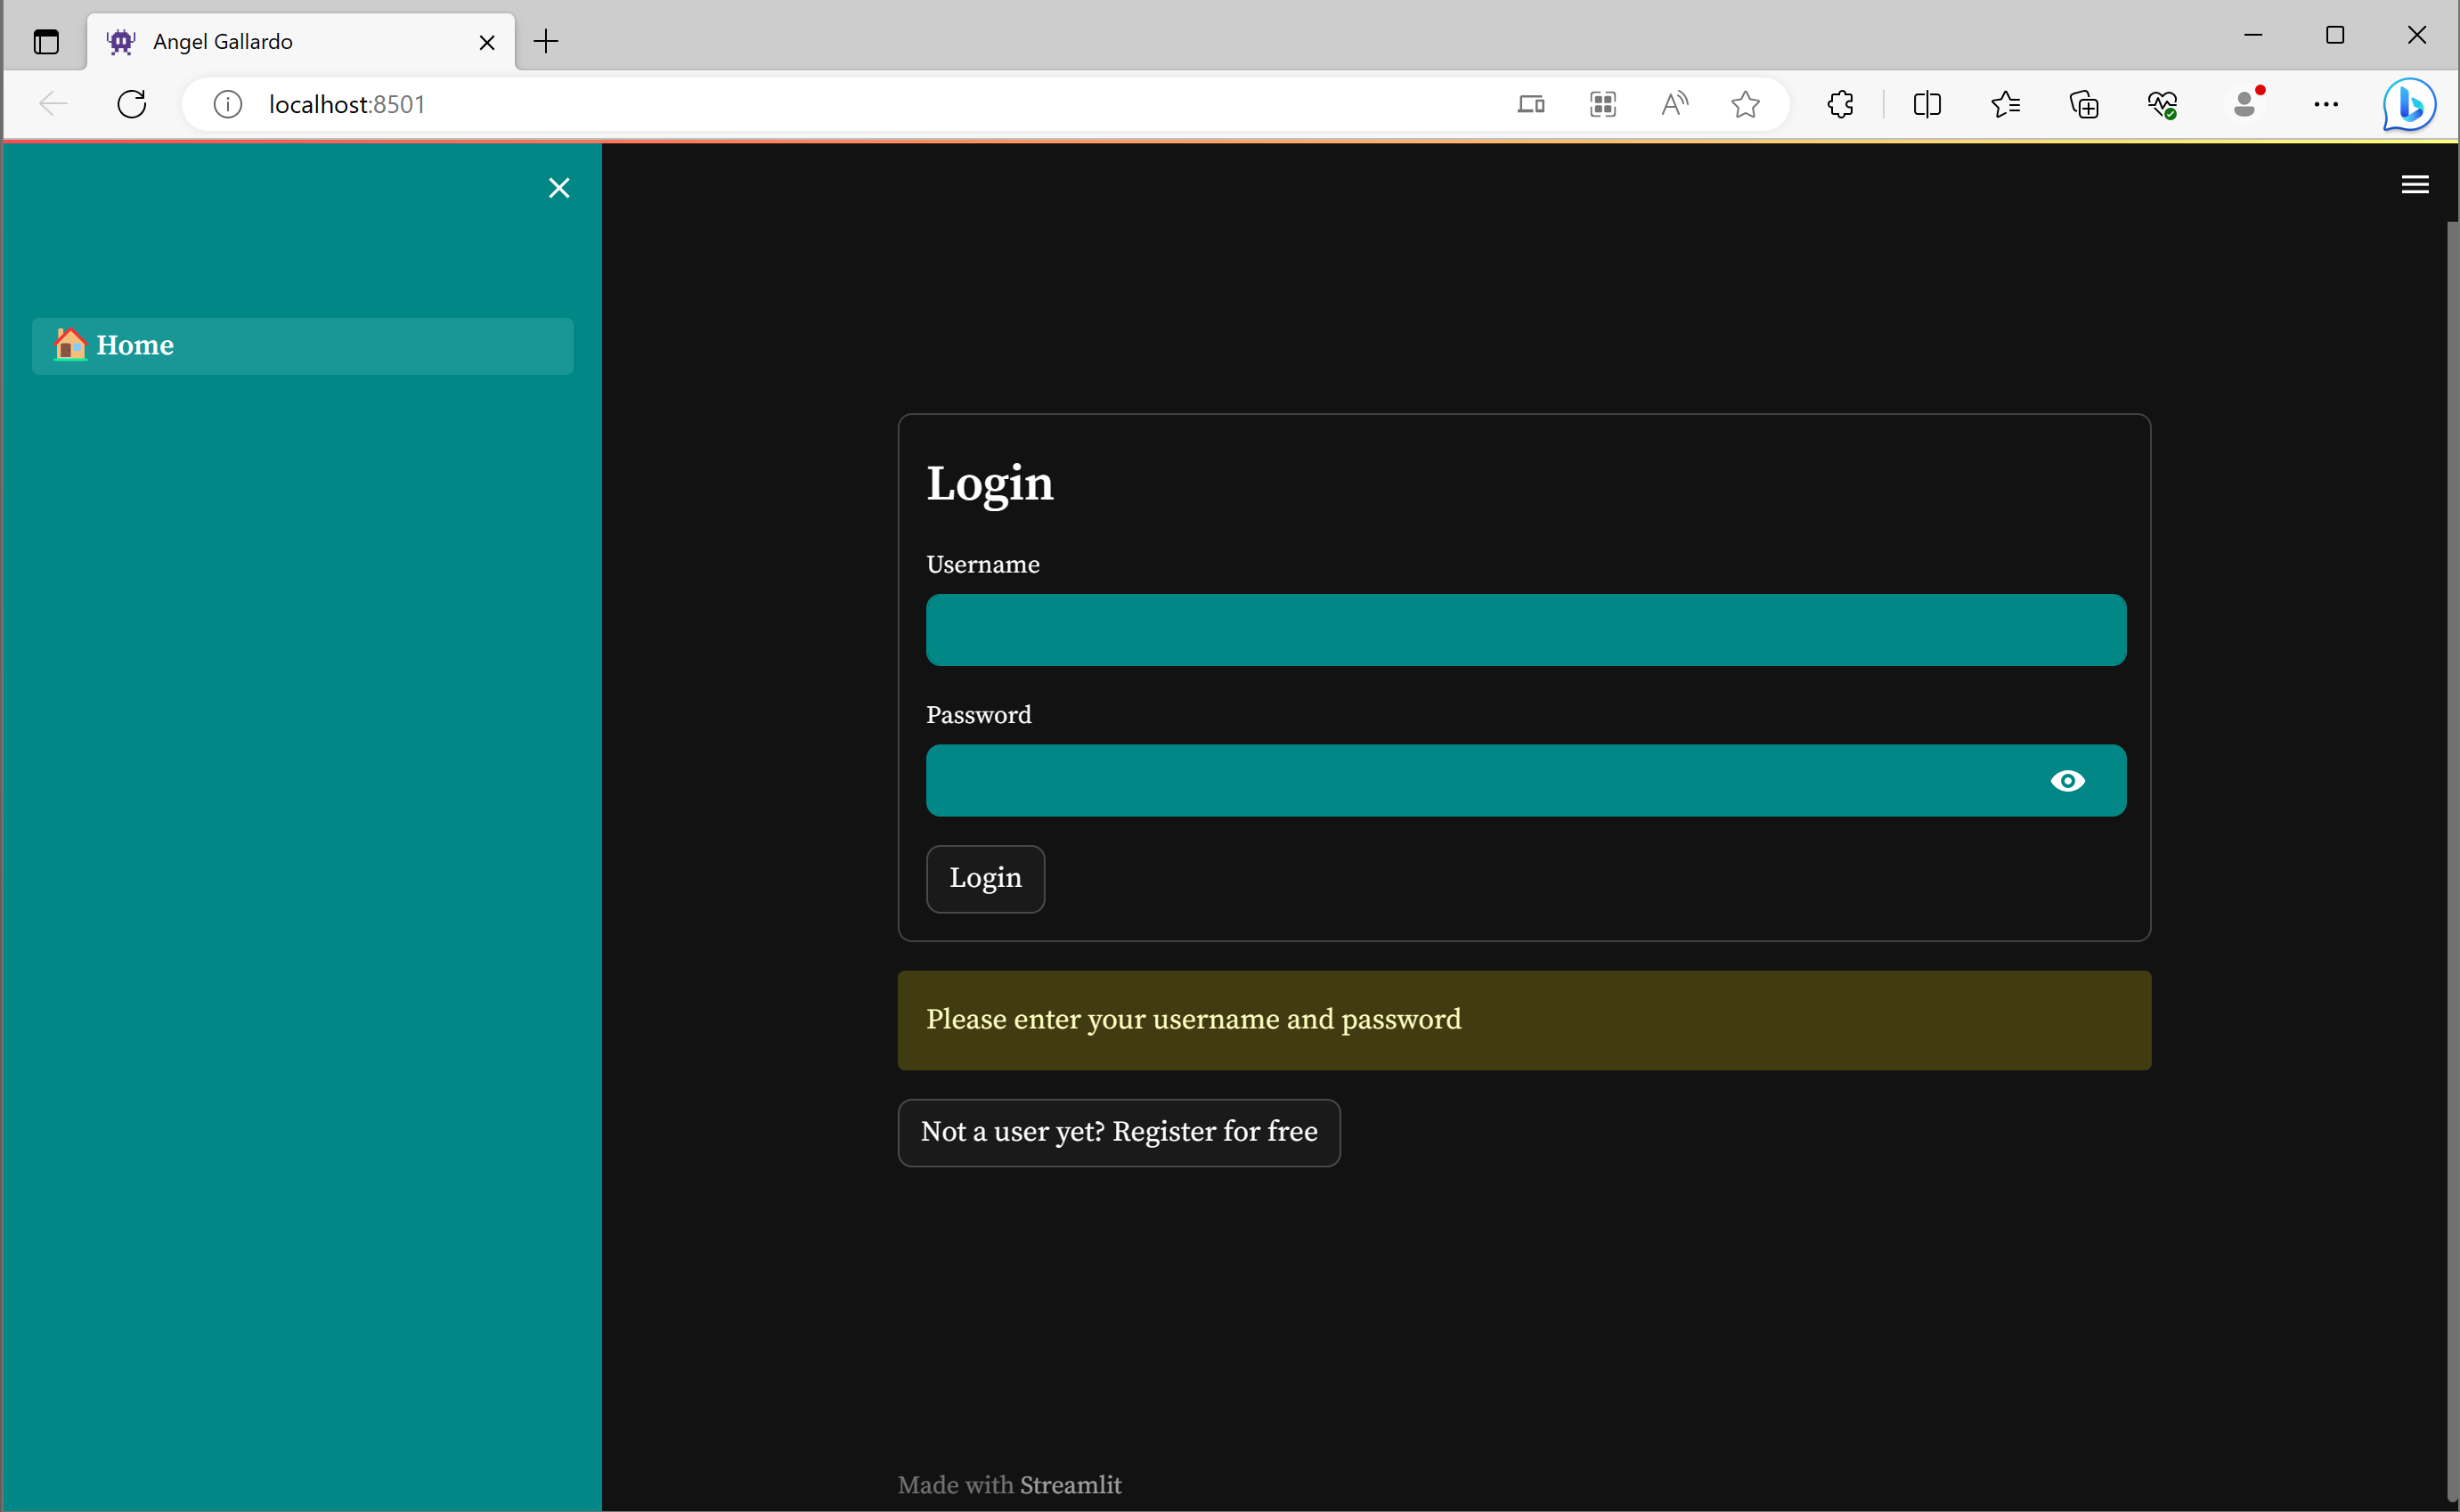 Angel Gallardo
localhost:8501
Home
Login
Username
Password
Login
Please enter your username and password
Not a user yet? Register for free
Made with Streamlit